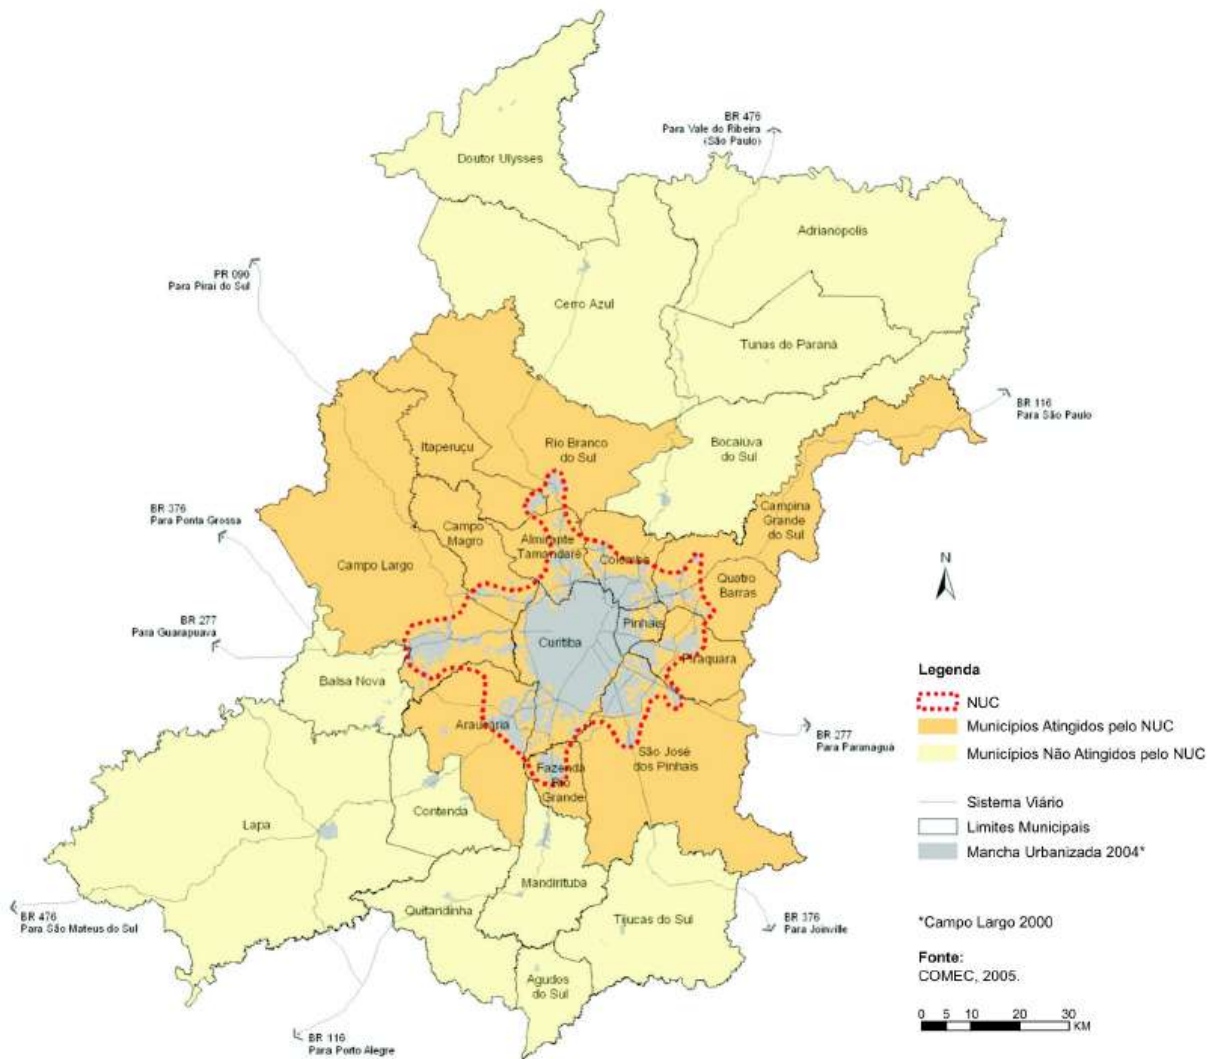 BR 476
Para Vale do Ribeira
(São Paulo)
Doutor Ulysses
Adrianópolis
PR 090
Para Piraí do Sul
Cerro Azul
Tunas do Paraná
BR 116
Para São Paulo
Itaperuçu
Rio Branco
do Sul
Bocaiúva
do Sul
BR 376
Para Ponta Grossa
Campo
Magro
Campina
Grande
do Sul
Almirante
Tamandaré
Colombo
Campo Largo
Quatro
Barras
N
BR 277
Para Guarapuava
Pinhais
Curitiba
Piraquara
Balsa Nova
Araucária
São José
dos Pinhais
BR 277
Para Paranaguá
Fazenda
Rio
Grande
Contenda
Lapa
Mandirituba
Quitandinha
Tijucas do Sul
BR 476
Para São Mateus do Sul
BR 376
Para Joinville
Agudos
do Sul
BR 116
Para Porto Alegre
Legenda
NUC
Municípios Atingidos pelo NUC
Municípios Não Atingidos pelo NUC
Sistema Viário
Limites Municipais
Mancha Urbanizada 2004*
*Campo Largo 2000
Fonte:
COMEC, 2005.
0 5 10 20 30
KM